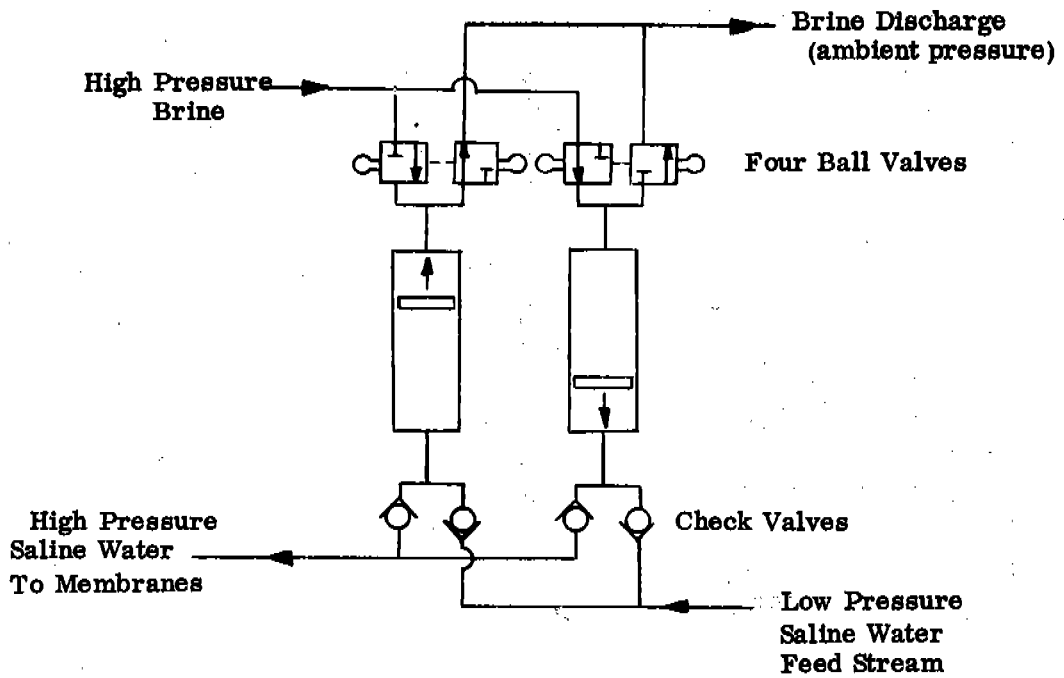 Brine Discharge
(ambient pressure)
High Pressure
Brine
Four Ball Valves
High Pressure
Saline Water
To Membranes
Check Valves
Low Pressure
Saline Water
Feed Stream